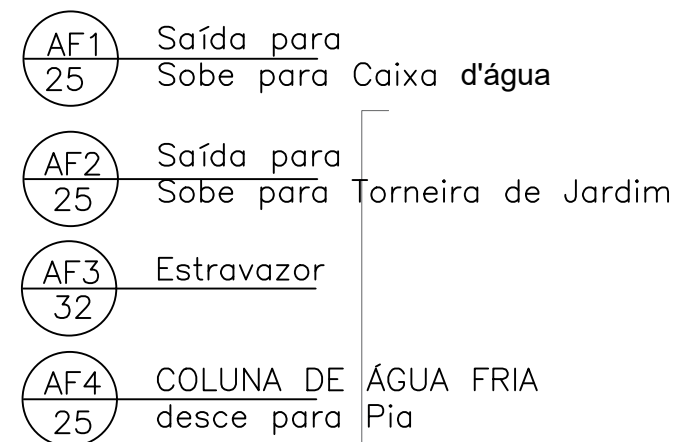 AF1 Saída para
25 Sobe para Caixa d'água
AF2 Saída para
25 Sobe para Torneira de Jardim
AF3 Estravazor
32
AF4 COLUNA DE ÁGUA FRIA
25 desce para Pia